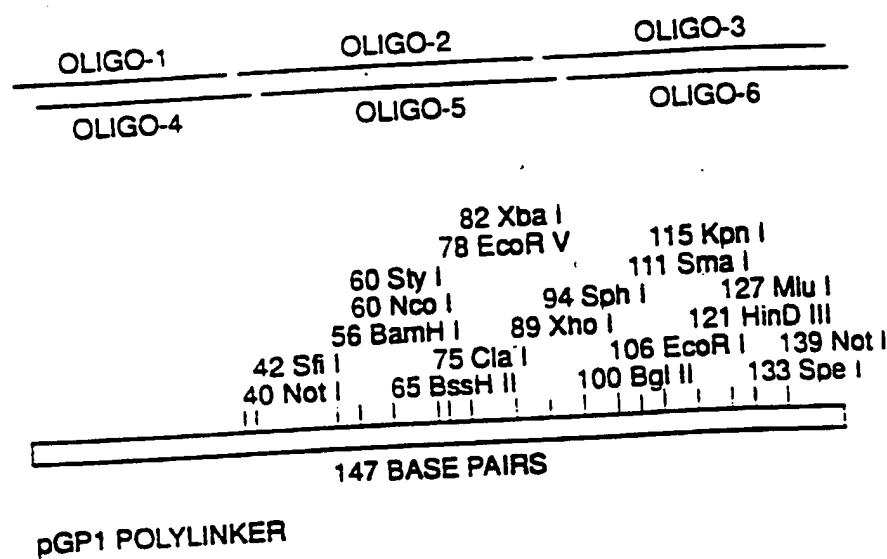 OLIGO-1 OLIGO-2 OLIGO-3
OLIGO-4 OLIGO-5 OLIGO-6
82 Xba I
78 EcoR V 115 Kpn I
60 Sty I 111 Sma I
60 Nco I 94 Sph I 127 Mlu I
56 BamH I 89 Xho I 121 HinD III
42 Sfi I 75 Cla I 106 EcoR I 139 Not I
40 Not I 65 BssH II 100 Bgl II 133 Spe I
147 BASE PAIRS
pGP1 POLYLINKER